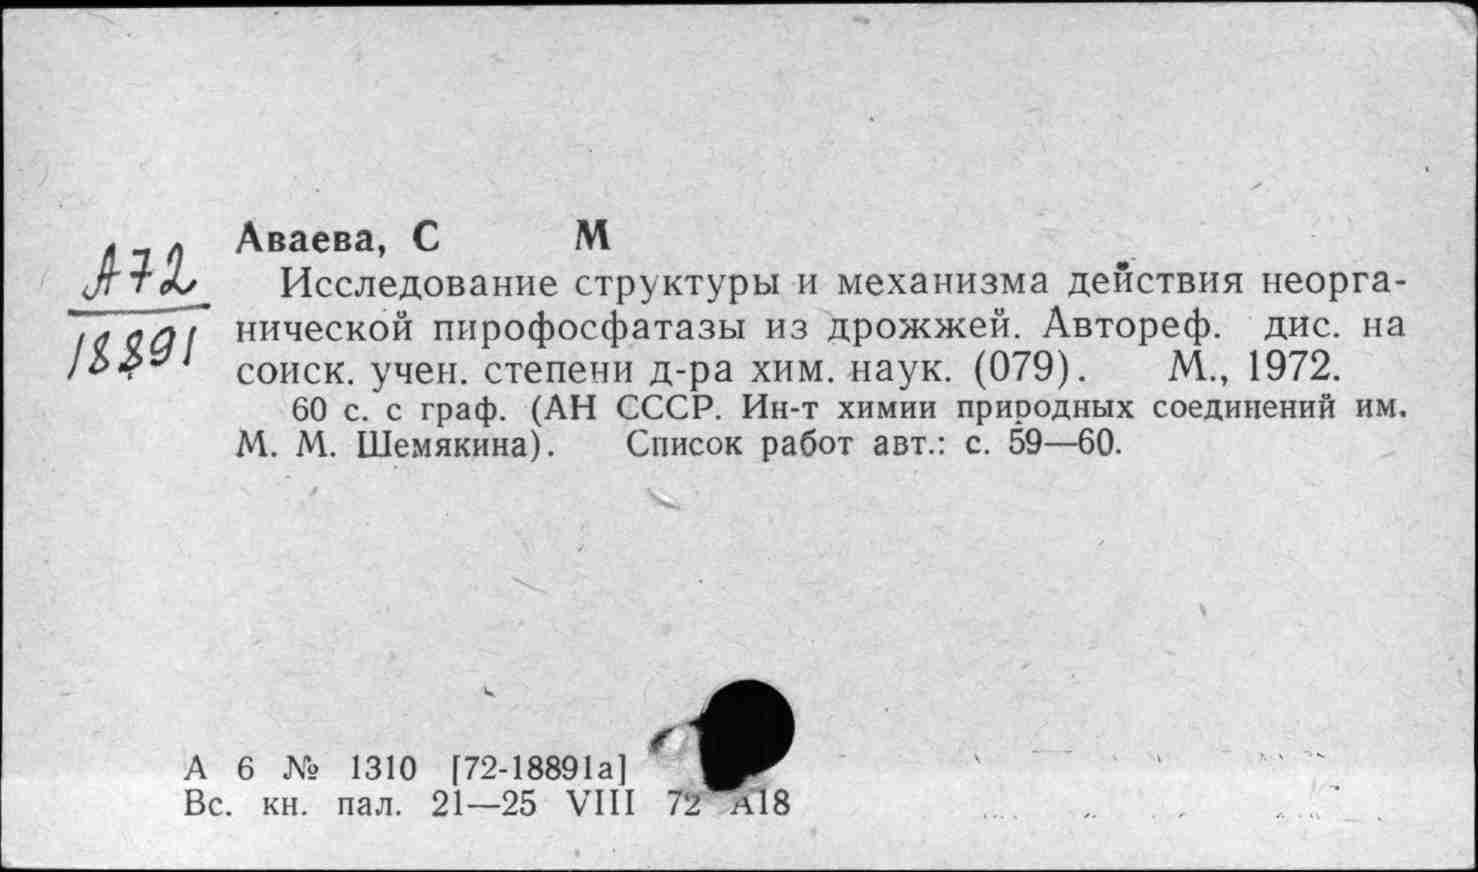 А72
18891
Аваева, С М
Исследование структуры и механизма действия неорга-
нической пирофосфатазы из дрожжей. Автореф. дис. на
соиск. учен. степени д-ра хим. наук. (079). М., 1972.
60 с. с граф. (АН СССР. Ин-т химии природных соединений им.
М. М. Шемякина). Список работ авт.: с. 59—60.
А 6 № 1310 [72-18891а]
Вс. кн. пал. 21—25 VIII 72 А18